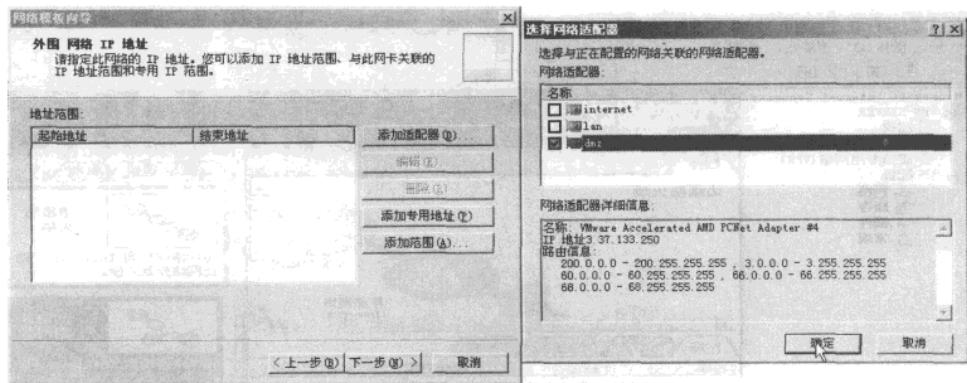 网络模板向导
外围 网络 IP 地址
请指定此网络的 IP 地址。您可以添加 IP 地址范围、与此网卡关联的
IP 地址范围和专用 IP 范围。
地址范围:
起始地址 结束地址
添加适配器(D)...
编辑(E)...
删除(R)
添加专用地址(P)
添加范围(A)...
< 上一步(B) 下一步(N) > 取消
选择网络适配器
选择与正在配置的网络关联的网络适配器。
网络适配器:
名称
internet
lan
dmz
网络适配器详细信息:
名称: VMware Accelerated AMD PCNet Adapter #4
IP 地址3.37.133.250
路由信息:
200.0.0.0 - 200.255.255.255 , 3.0.0.0 - 3.255.255.255
60.0.0.0 - 60.255.255.255 , 66.0.0.0 - 66.255.255.255
68.0.0.0 - 68.255.255.255
确定 取消